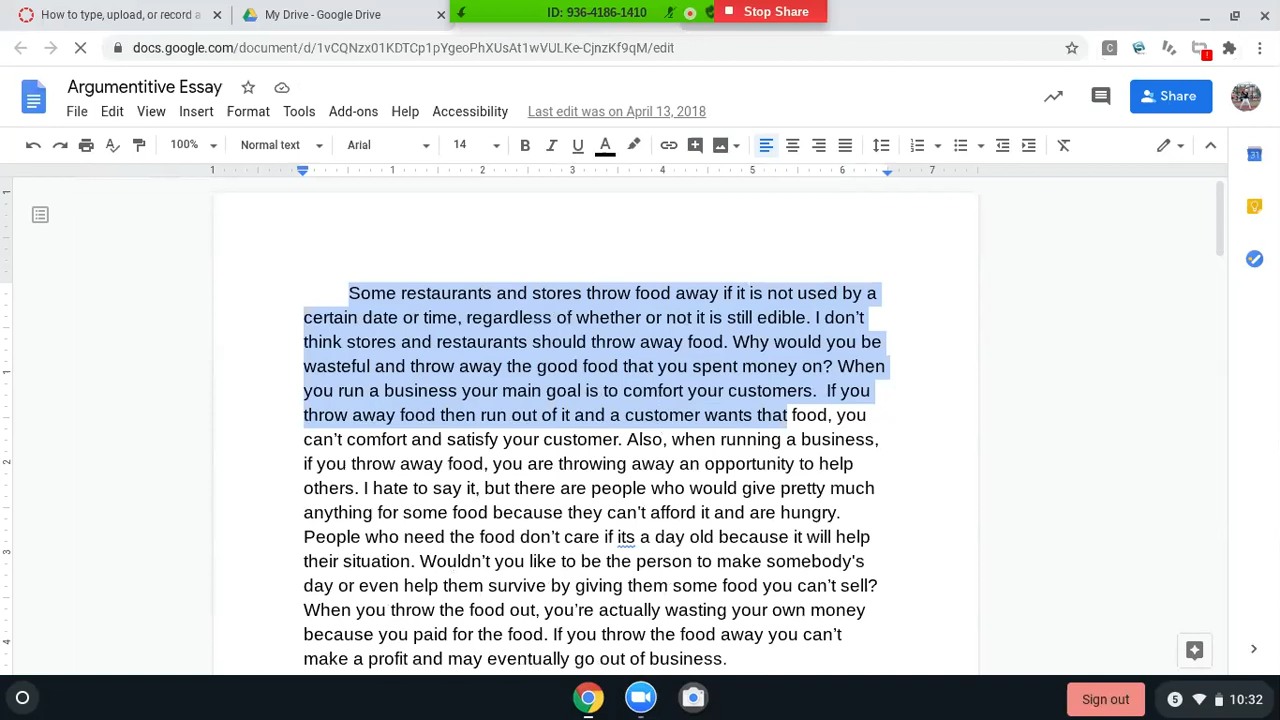 How to type, upload, or record a
My Drive - Google Drive
ID: 936-4186-1410
Stop Share
docs.google.com/document/d/1vCQNzx01KDTCp1pYgeoPhXUsAt1wVULKe-CjnzKf9qM/edit
Argumentitive Essay
File Edit View Insert Format Tools Add-ons Help Accessibility Last edit was on April 13, 2018
Share
100% Normal text Arial 14
1 1 2 3 4 5 6 7
Some restaurants and stores throw food away if it is not used by a
certain date or time, regardless of whether or not it is still edible. I don’t
think stores and restaurants should throw away food. Why would you be
wasteful and throw away the good food that you spent money on? When
you run a business your main goal is to comfort your customers.  If you
throw away food then run out of it and a customer wants that food, you
can’t comfort and satisfy your customer. Also, when running a business,
if you throw away food, you are throwing away an opportunity to help
others. I hate to say it, but there are people who would give pretty much
anything for some food because they can't afford it and are hungry.
People who need the food don’t care if its a day old because it will help
their situation. Wouldn’t you like to be the person to make somebody's
day or even help them survive by giving them some food you can’t sell?
When you throw the food out, you’re actually wasting your own money
because you paid for the food. If you throw the food away you can’t
make a profit and may eventually go out of business.
Sign out
5 10:32